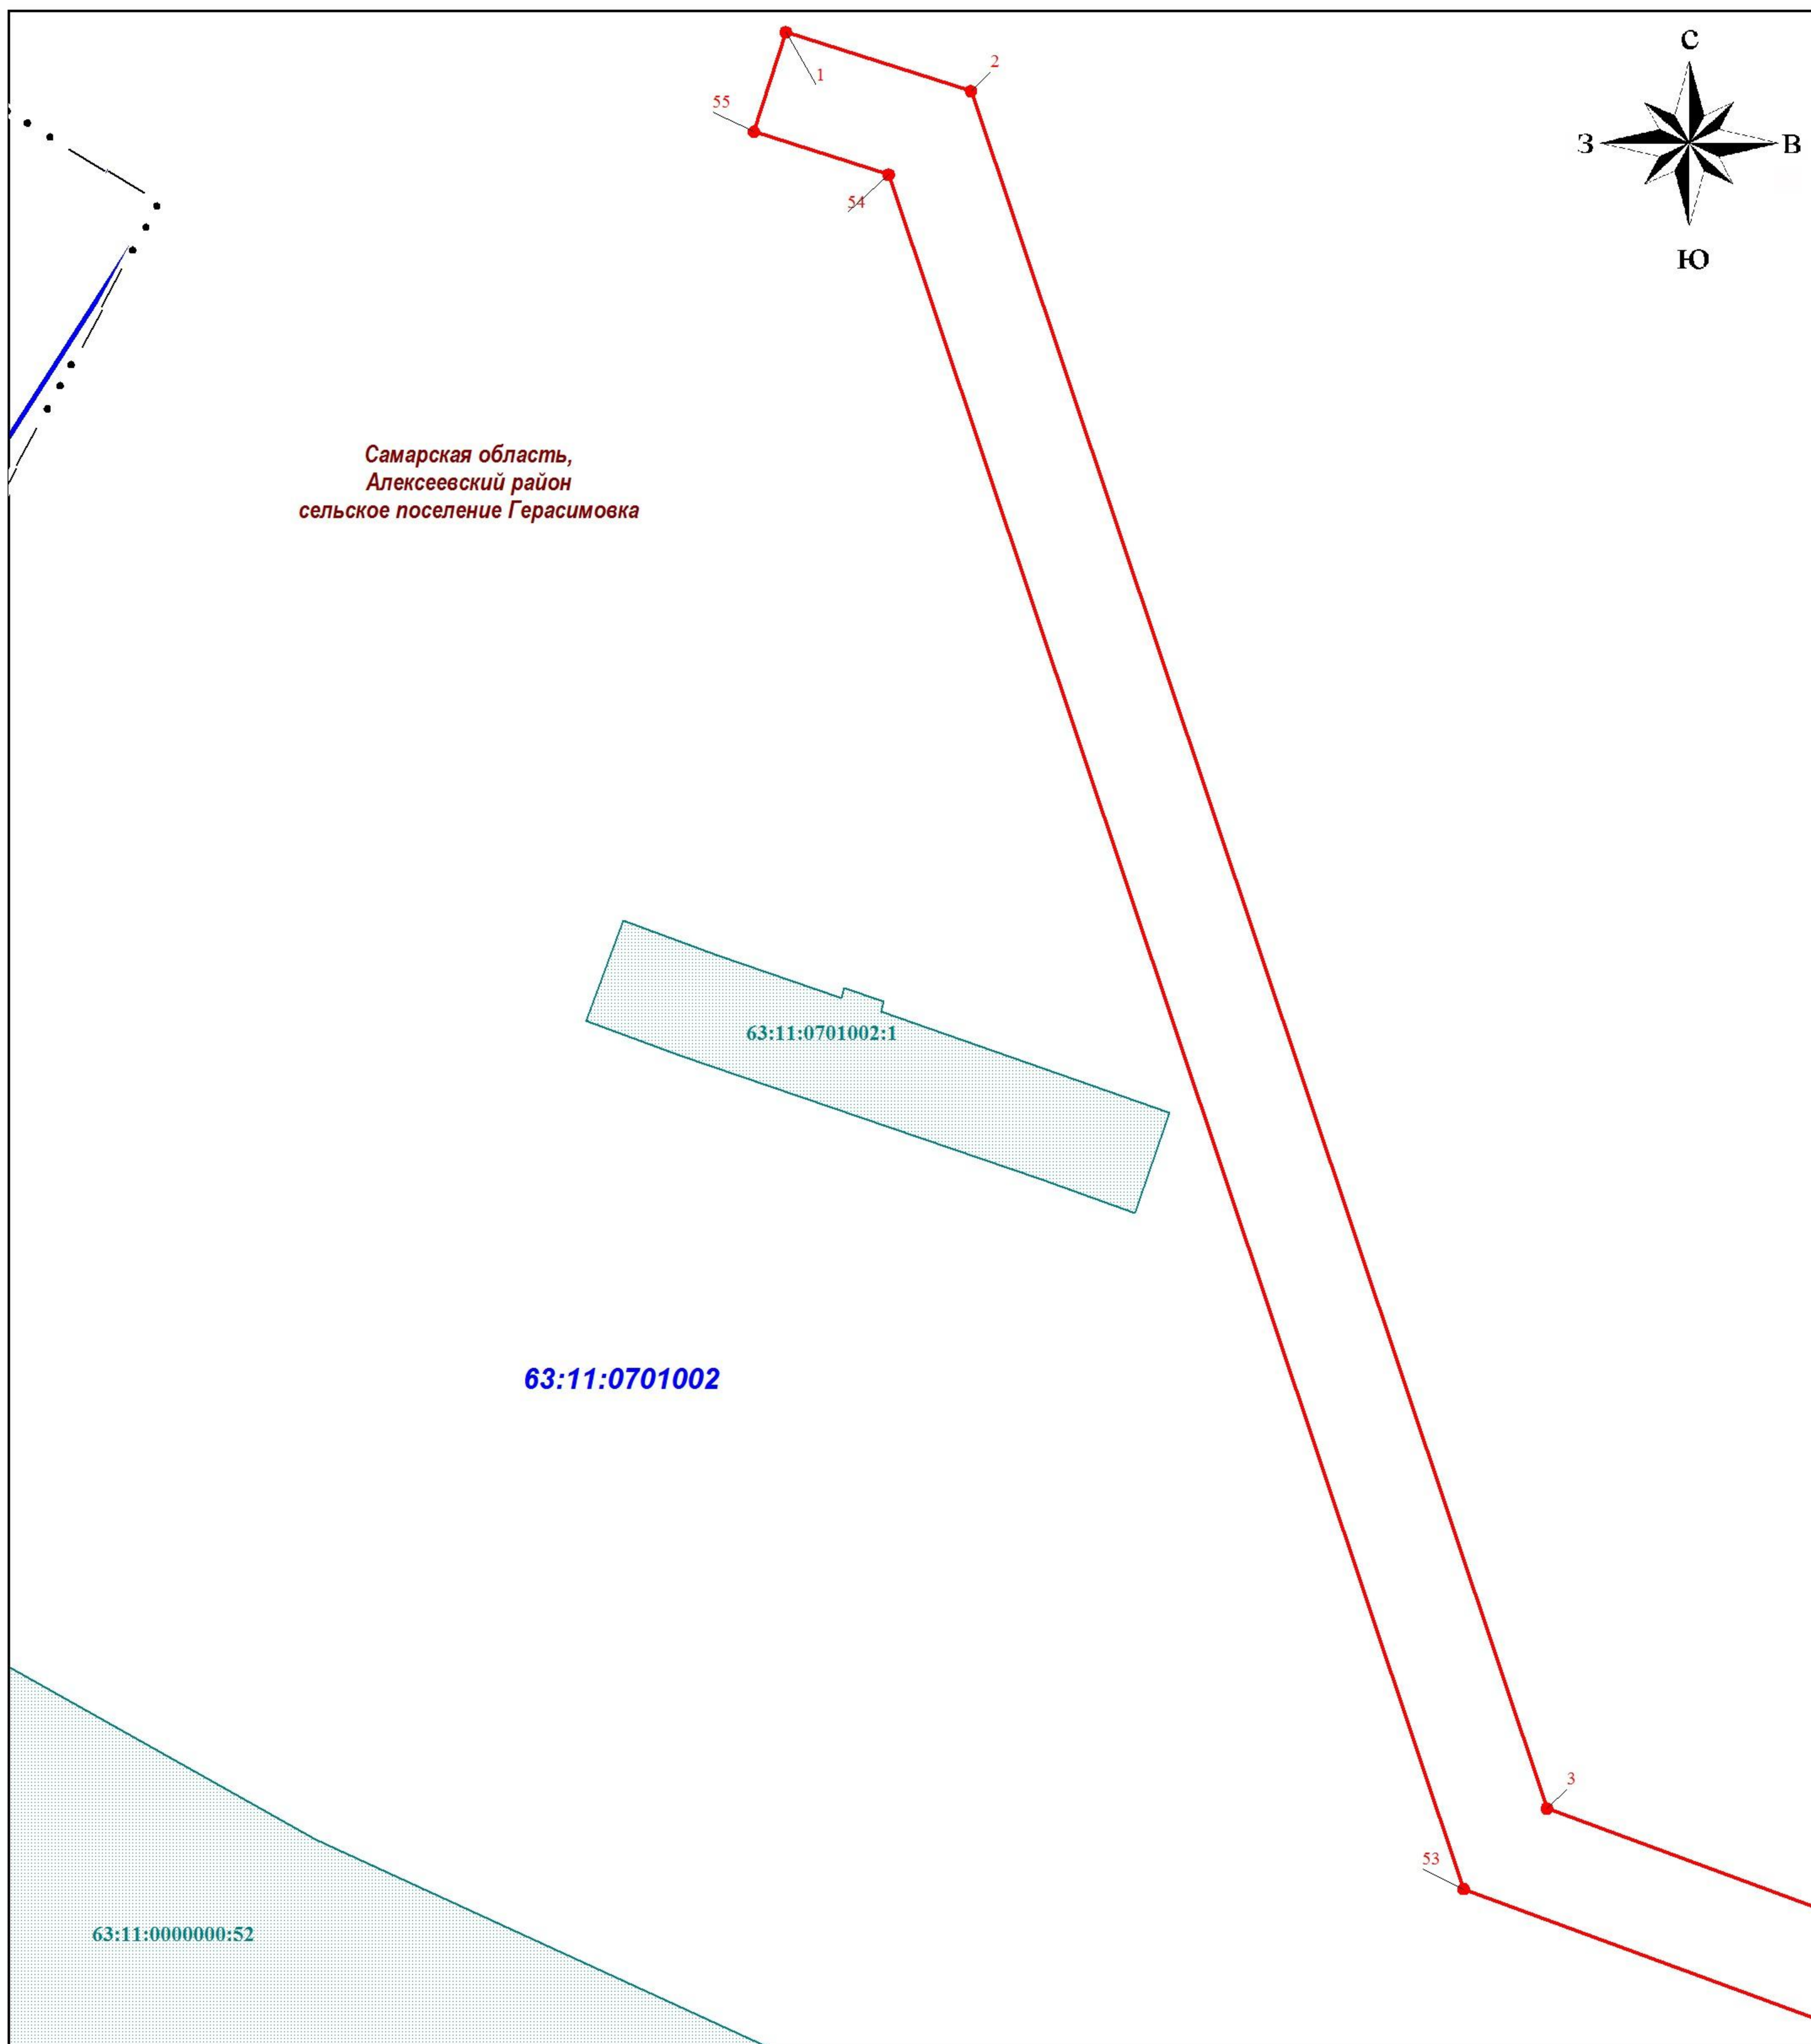 С
1
2
55
З
В
54
Ю
Самарская область,
Алексеевский район
сельское поселение Герасимовка
63:11:0701002:1
63:11:0701002
3
53
63:11:0000000:52